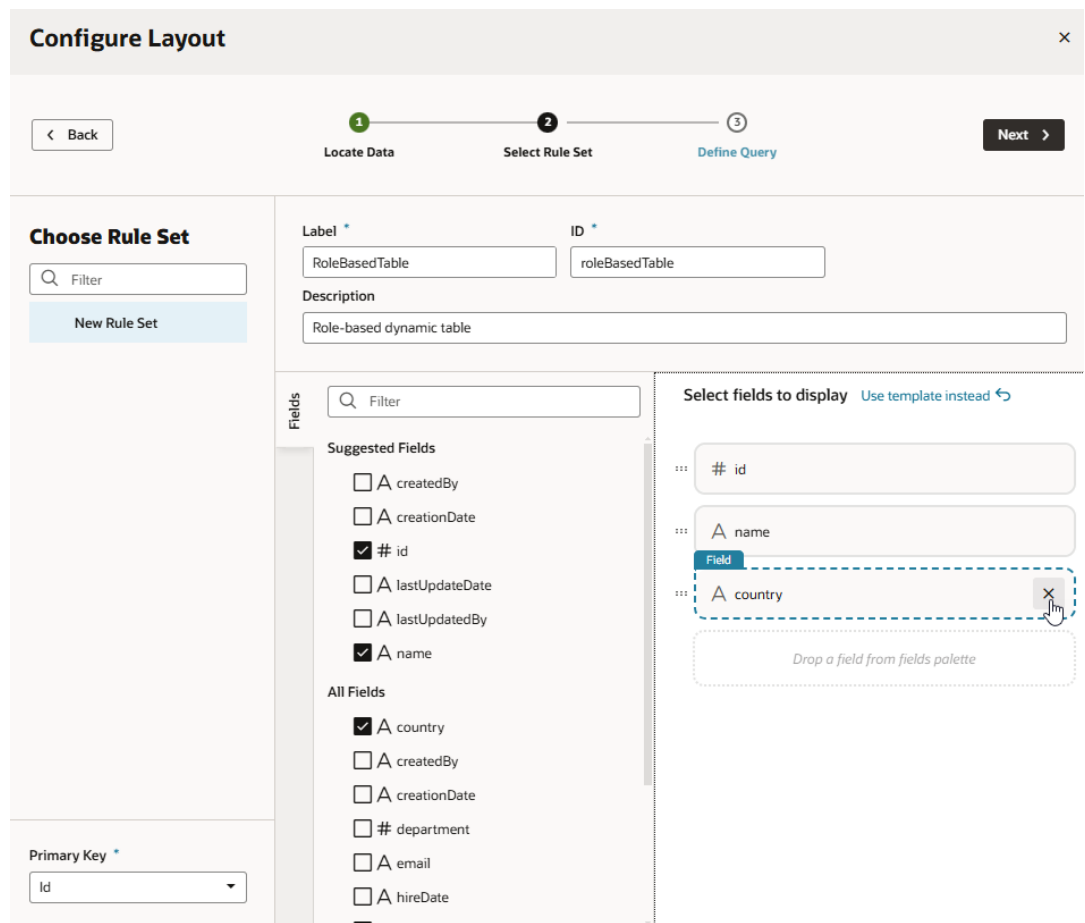 Configure Layout
Back
1
2
3
Locate Data
Select Rule Set
Define Query
Next
Choose Rule Set
Filter
New Rule Set
Primary Key *
Id
Label *
ID *
RoleBasedTable
roleBasedTable
Description
Role-based dynamic table
Fields
Filter
Suggested Fields
A createdBy
A creationDate
# id
A lastUpdateDate
A lastUpdatedBy
A name
All Fields
A country
A createdBy
A creationDate
# department
A email
A hireDate
Select fields to display Use template instead
# id
A name
Field
A country
Drop a field from fields palette